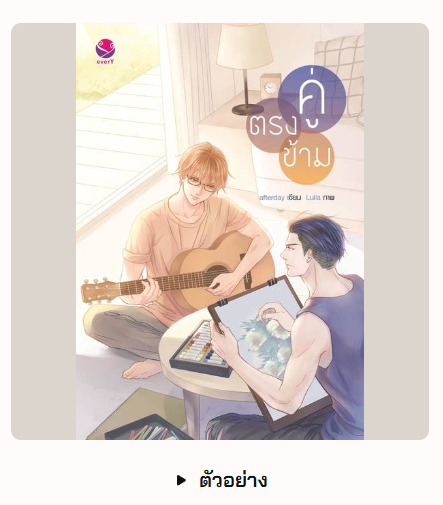 everY
คู่
ตรง
ข้าม
afterday เขียน Lulla ภาพ
ตัวอย่าง